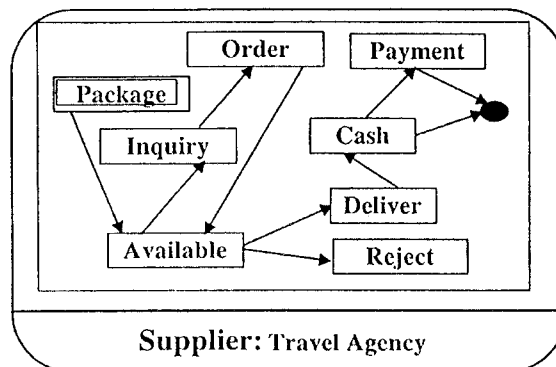 Order
Payment
Package
Inquiry
Cash
Deliver
Available
Reject
Supplier: Travel Agency